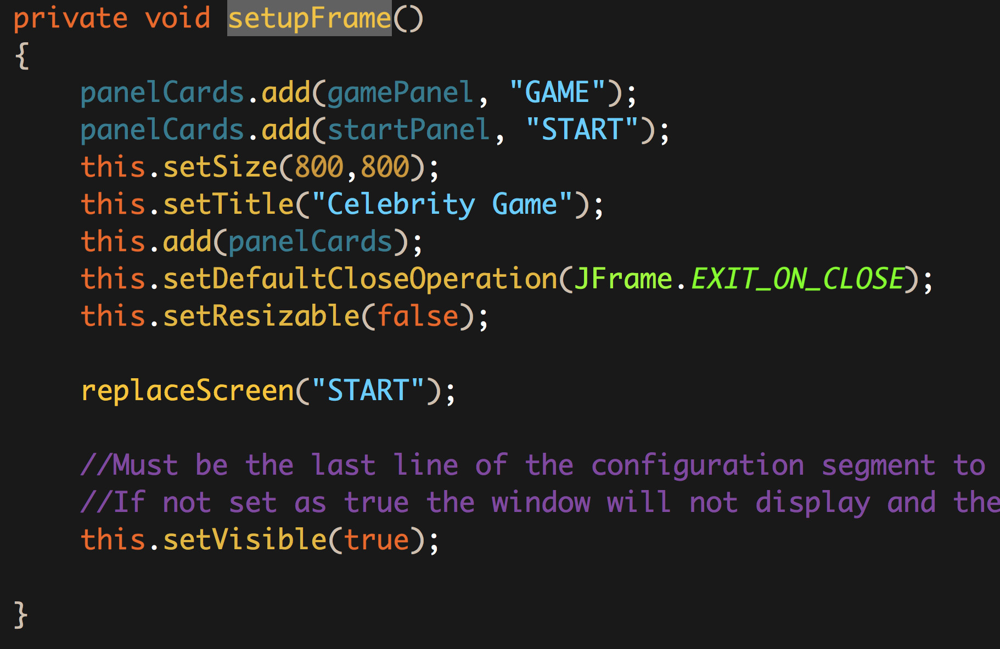 private void setupFrame()
{
    panelCards.add(gamePanel, "GAME");
    panelCards.add(startPanel, "START");
    this.setSize(800,800);
    this.setTitle("Celebrity Game");
    this.add(panelCards);
    this.setDefaultCloseOperation(JFrame.EXIT_ON_CLOSE);
    this.setResizable(false);
    replaceScreen("START");
    //Must be the last line of the configuration segment to
    //If not set as true the window will not display and the
    this.setVisible(true);
}